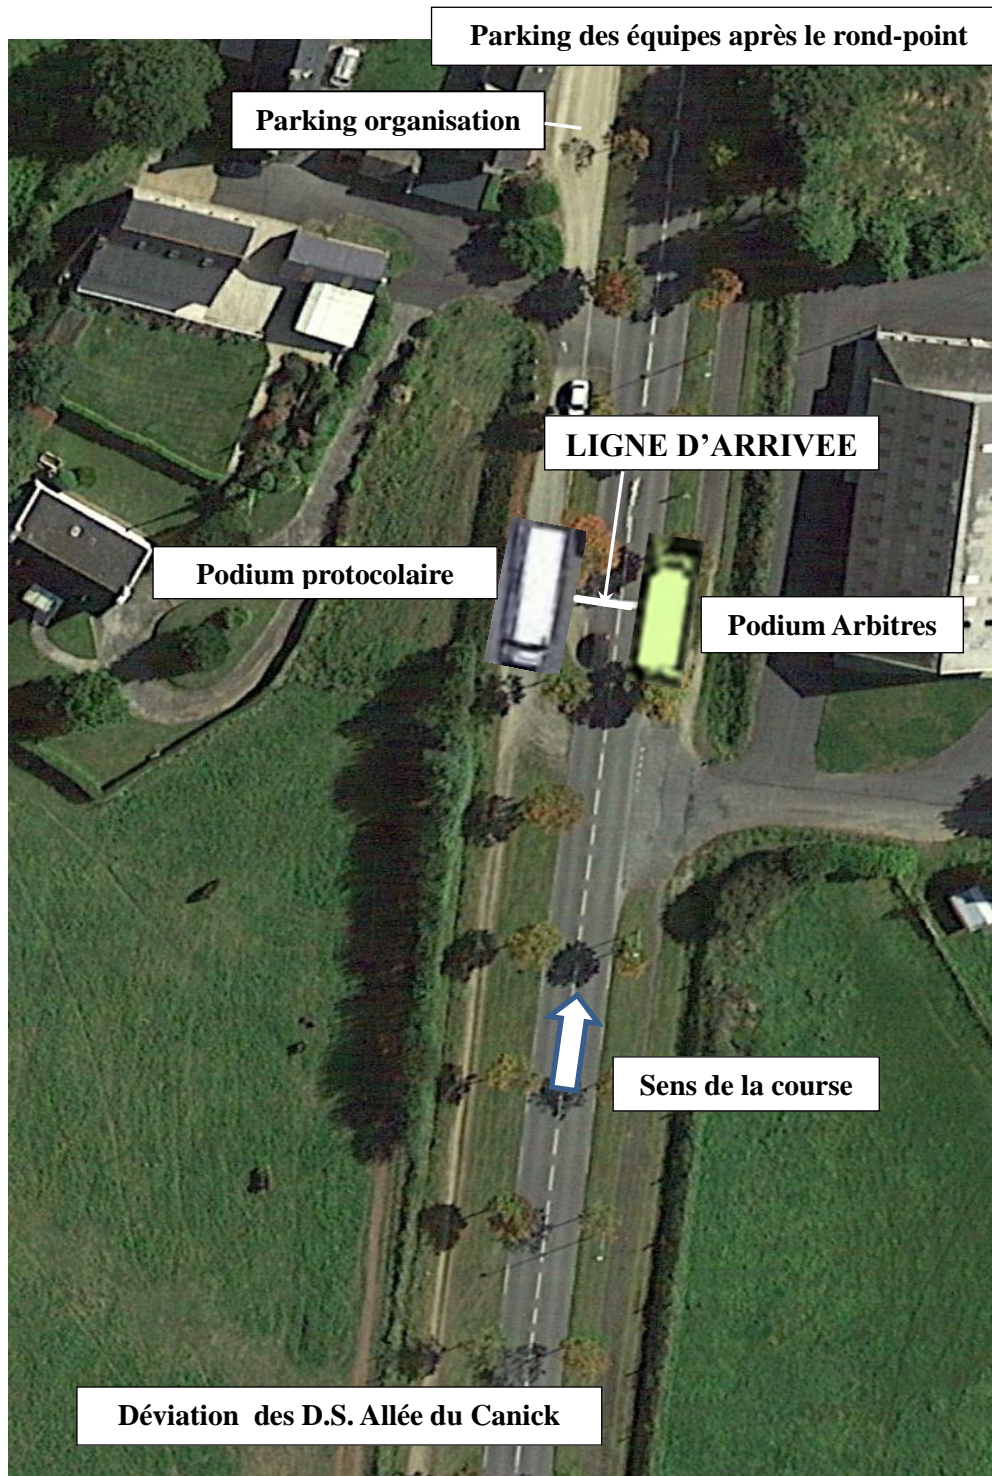 Parking des équipes après le rond-point
Parking organisation
LIGNE D’ARRIVEE
Podium protocolaire
Podium Arbitres
Sens de la course
Déviation des D.S. Allée du Canick